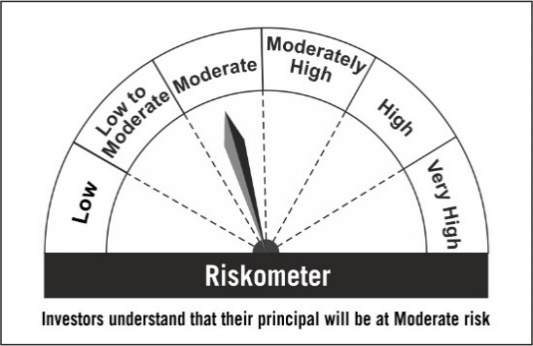 Low
Low to
Moderate
Moderate
Moderately
High
High
Very High
Riskometer
Investors understand that their principal will be at Moderate risk